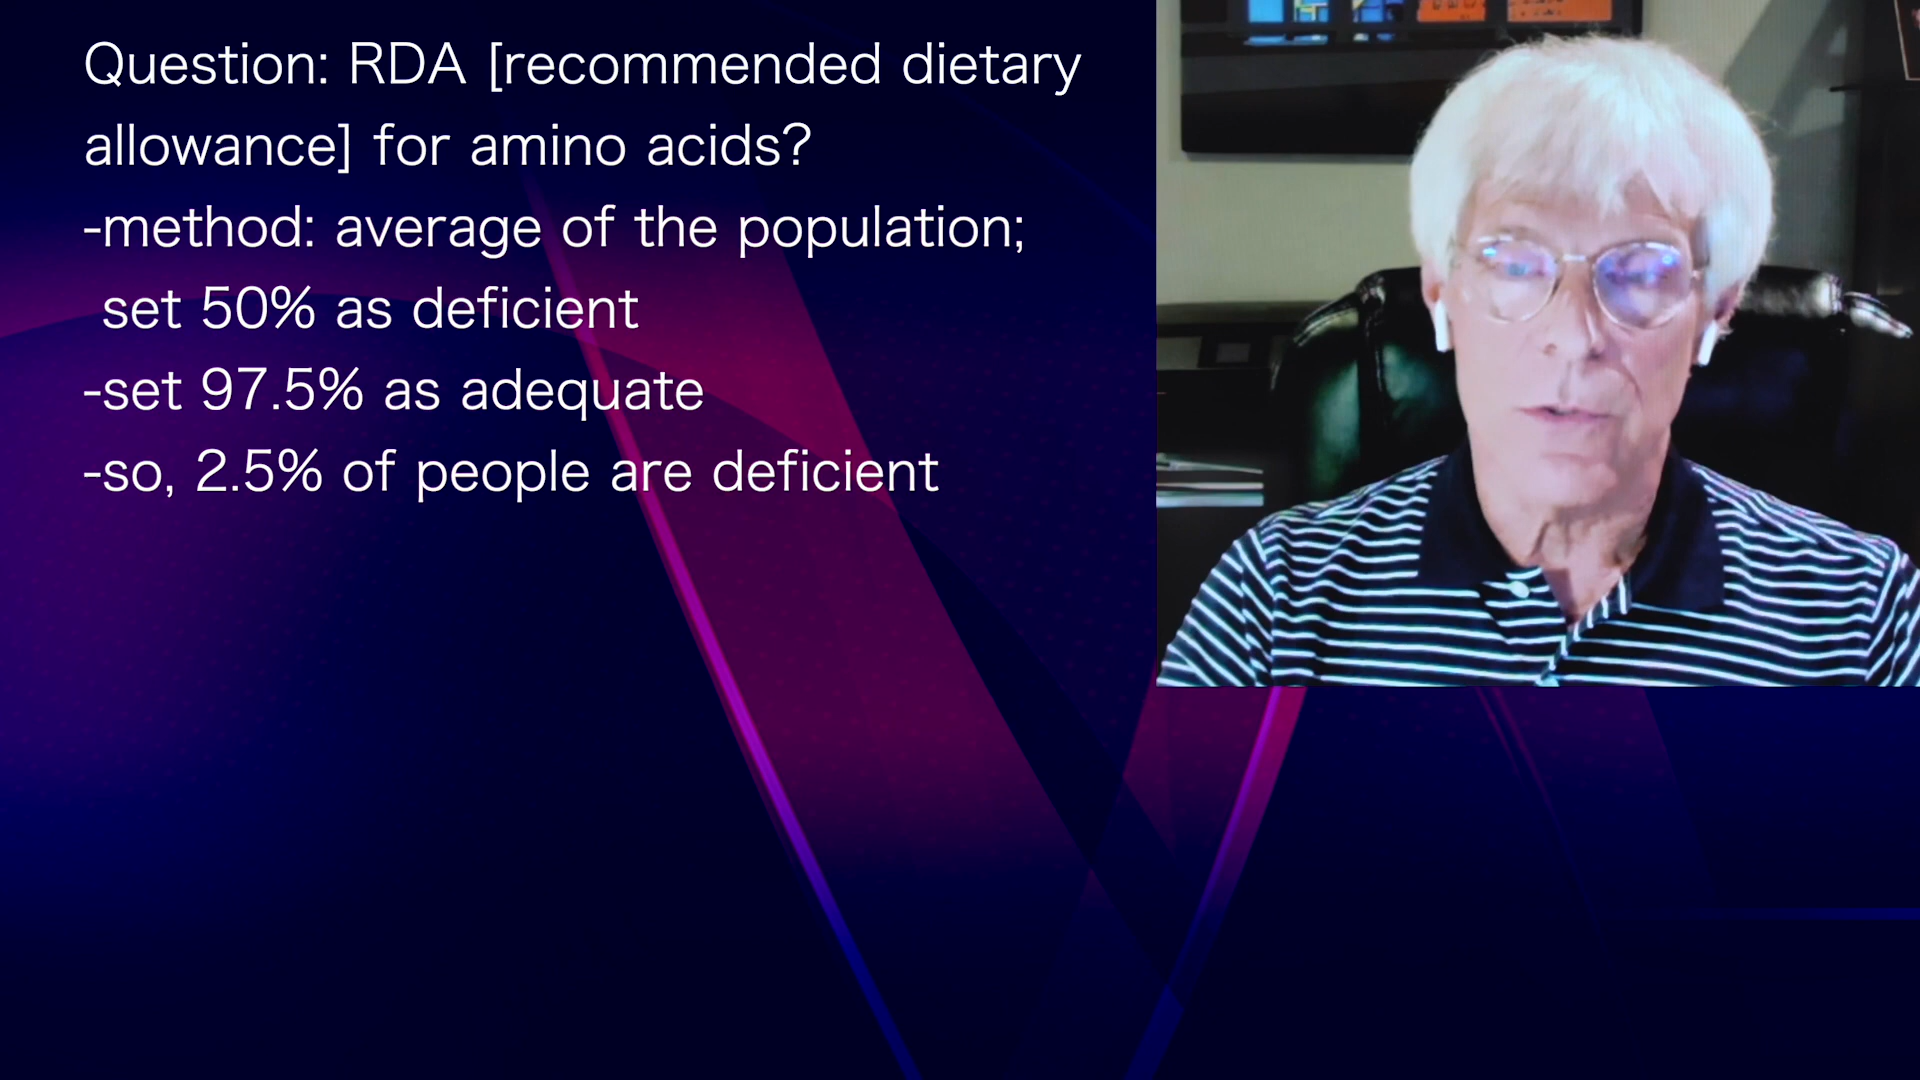 Question: RDA [recommended dietary
allowance] for amino acids?
-method: average of the population;
set 50% as deficient
-set 97.5% as adequate
-so, 2.5% of people are deficient